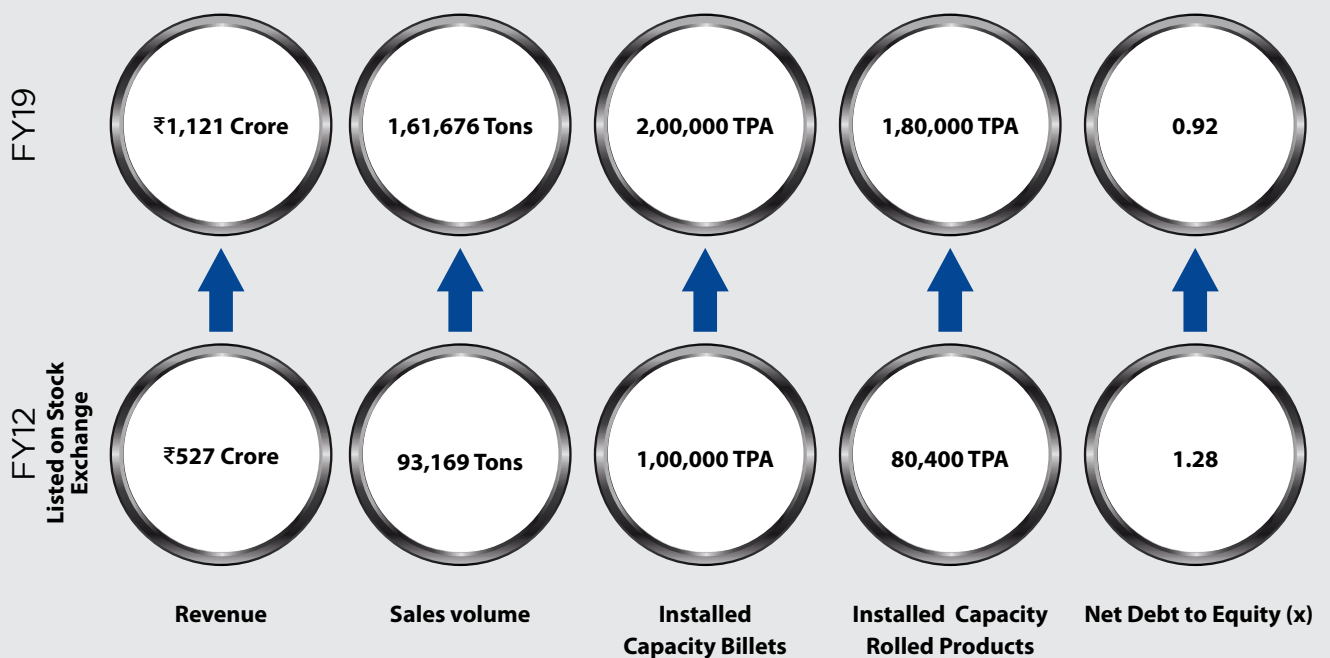 FY19
₹1,121 Crore
1,61,676 Tons
2,00,000 TPA
1,80,000 TPA
0.92
FY12
Listed on Stock
Exchange
₹527 Crore
93,169 Tons
1,00,000 TPA
80,400 TPA
1.28
Revenue
Sales volume
Installed
Capacity Billets
Installed Capacity
Rolled Products
Net Debt to Equity (x)